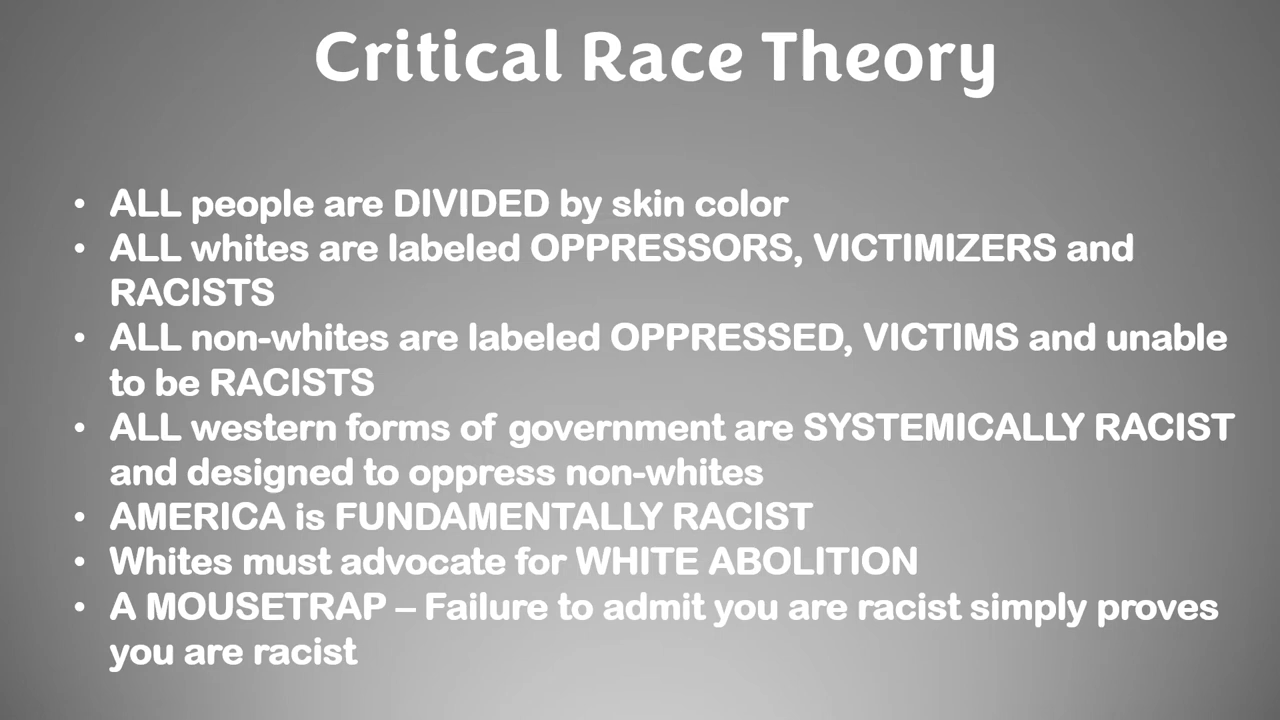 Critical Race Theory
• ALL people are DIVIDED by skin color
• ALL whites are labeled OPPRESSORS, VICTIMIZERS and
RACISTS
• ALL non-whites are labeled OPPRESSED, VICTIMS and unable
to be RACISTS
• ALL western forms of government are SYSTEMICALLY RACIST
and designed to oppress non-whites
• AMERICA is FUNDAMENTALLY RACIST
• Whites must advocate for WHITE ABOLITION
• A MOUSETRAP – Failure to admit you are racist simply proves
you are racist